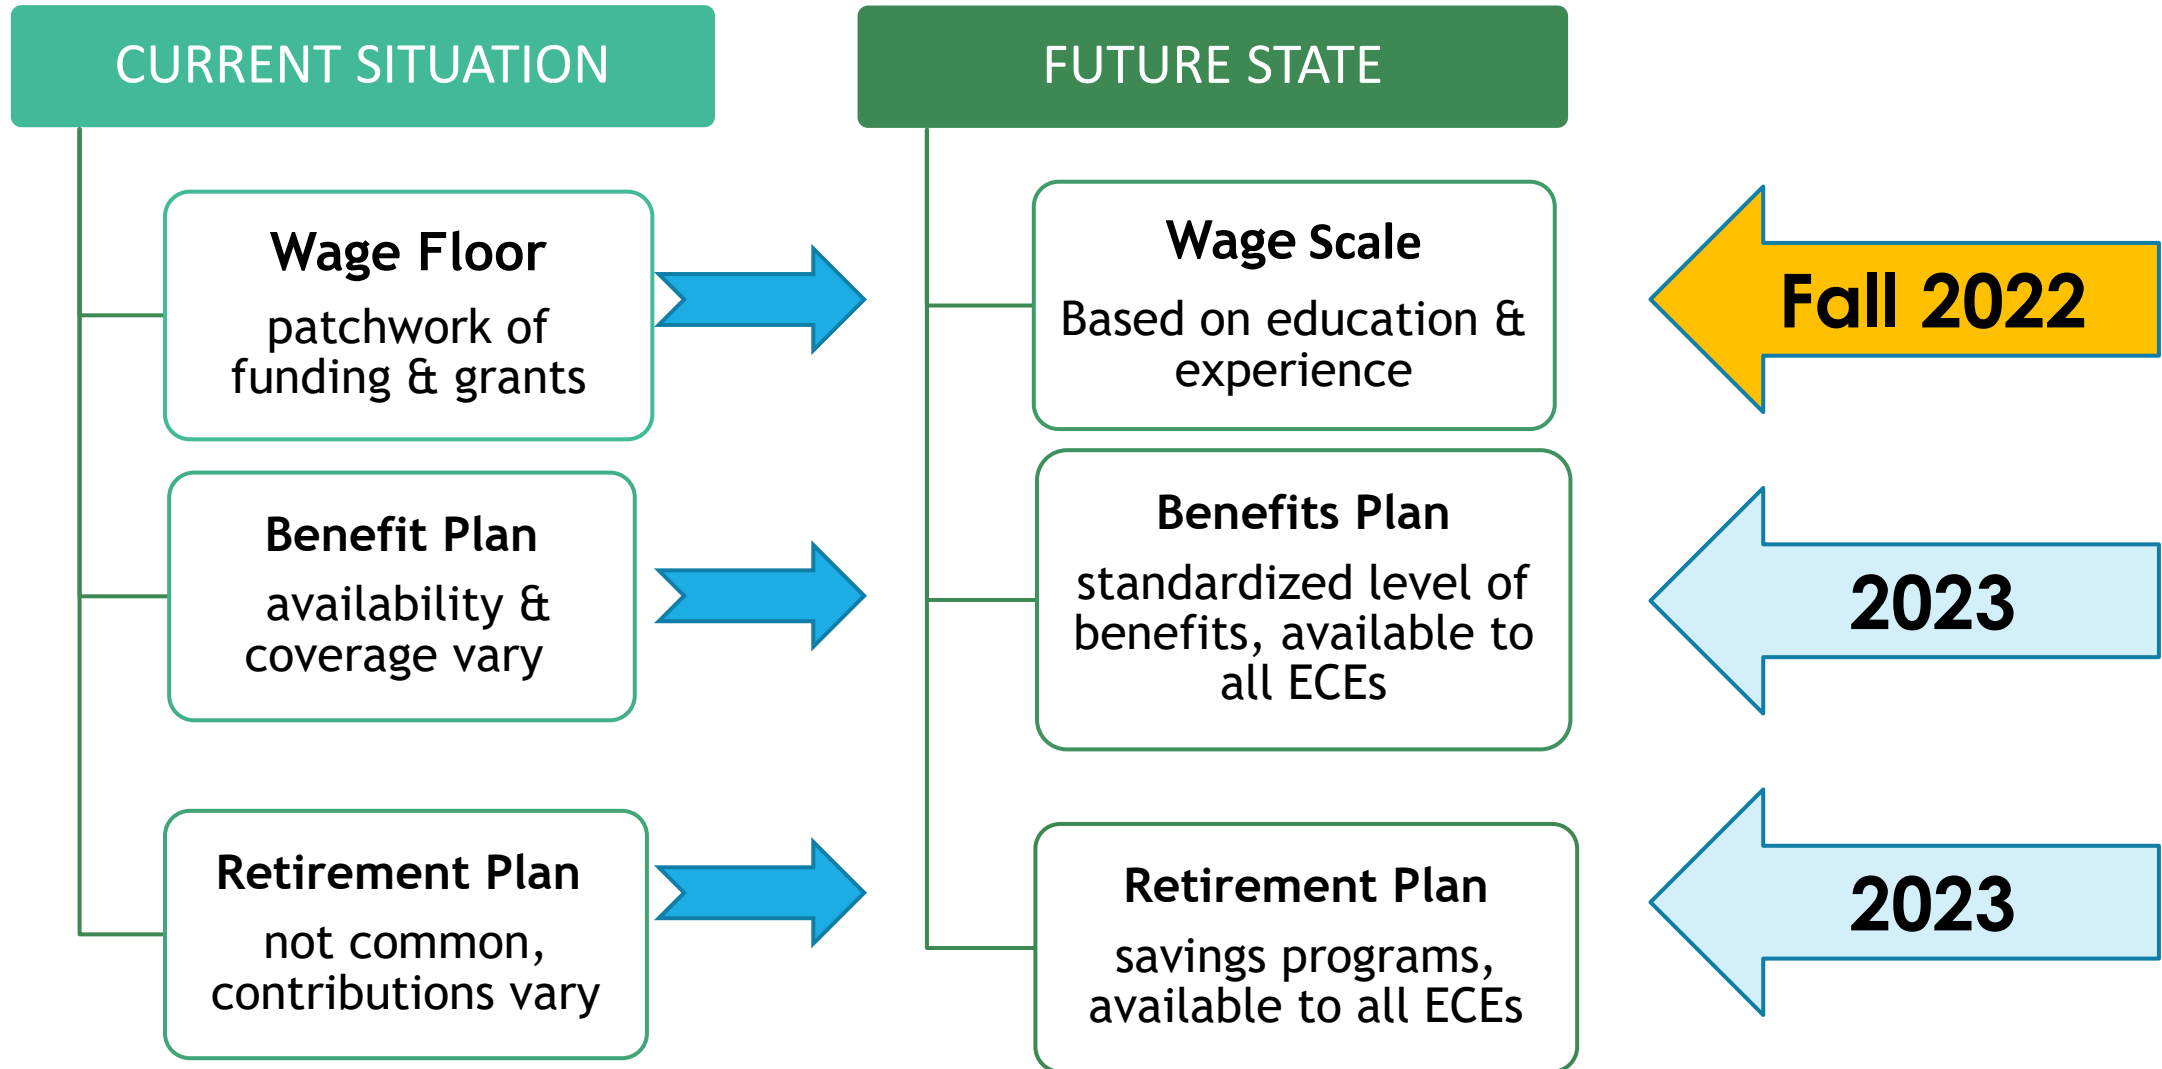 CURRENT SITUATION
FUTURE STATE
Wage Floor
patchwork of
funding & grants
Wage Scale
Based on education &
experience
Fall 2022
Benefit Plan
availability &
coverage vary
Benefits Plan
standardized level of
benefits, available to
all ECEs
2023
Retirement Plan
not common,
contributions vary
Retirement Plan
savings programs,
available to all ECEs
2023